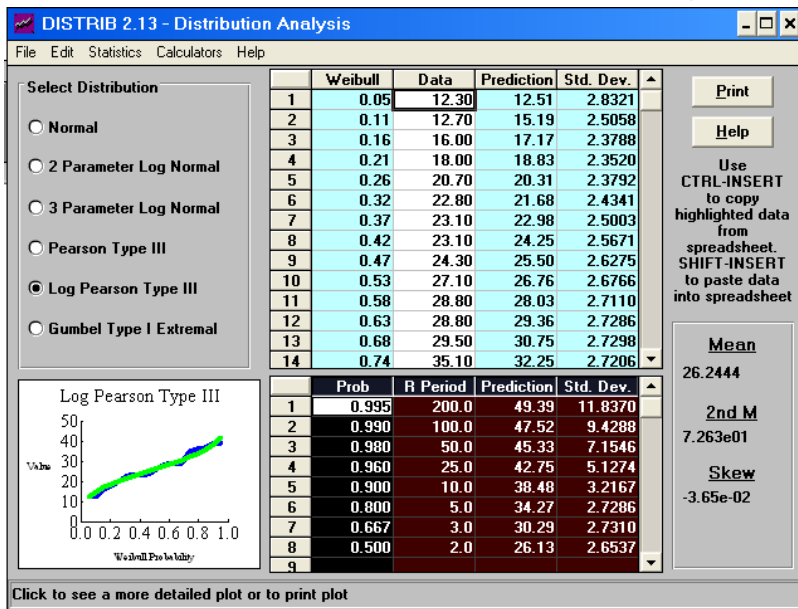 DISTRIB 2.13 - Distribution Analysis
File Edit Statistics Calculators Help
Select Distribution
Normal
2 Parameter Log Normal
3 Parameter Log Normal
Pearson Type III
Log Pearson Type III
Gumbel Type I Extremal
Weibull Data Prediction Std. Dev.
1 0.05 12.30 12.51 2.8321
2 0.11 12.70 15.19 2.5058
3 0.16 16.00 17.17 2.3788
4 0.21 18.00 18.83 2.3520
5 0.26 20.70 20.31 2.3792
6 0.32 22.80 21.68 2.4341
7 0.37 23.10 22.98 2.5003
8 0.42 23.10 24.25 2.5671
9 0.47 24.30 25.50 2.6275
10 0.53 27.10 26.76 2.6766
11 0.58 28.80 28.03 2.7110
12 0.63 28.80 29.36 2.7286
13 0.68 29.50 30.75 2.7298
14 0.74 35.10 32.25 2.7206
Print
Help
Use
CTRL-INSERT
to copy
highlighted data
from
spreadsheet.
SHIFT-INSERT
to paste data
into spreadsheet
Mean
26.2444
2nd M
7.263e01
Skew
-3.65e-02
Log Pearson Type III
50
40
Value 30
20
10
0
0.0 0.2 0.4 0.6 0.8 1.0
Weibull Probability
Prob R Period Prediction Std. Dev.
1 0.995 200.0 49.39 11.8370
2 0.990 100.0 47.52 9.4288
3 0.980 50.0 45.33 7.1546
4 0.960 25.0 42.75 5.1274
5 0.900 10.0 38.48 3.2167
6 0.800 5.0 34.27 2.7286
7 0.667 3.0 30.29 2.7310
8 0.500 2.0 26.13 2.6537
9
Click to see a more detailed plot or to print plot